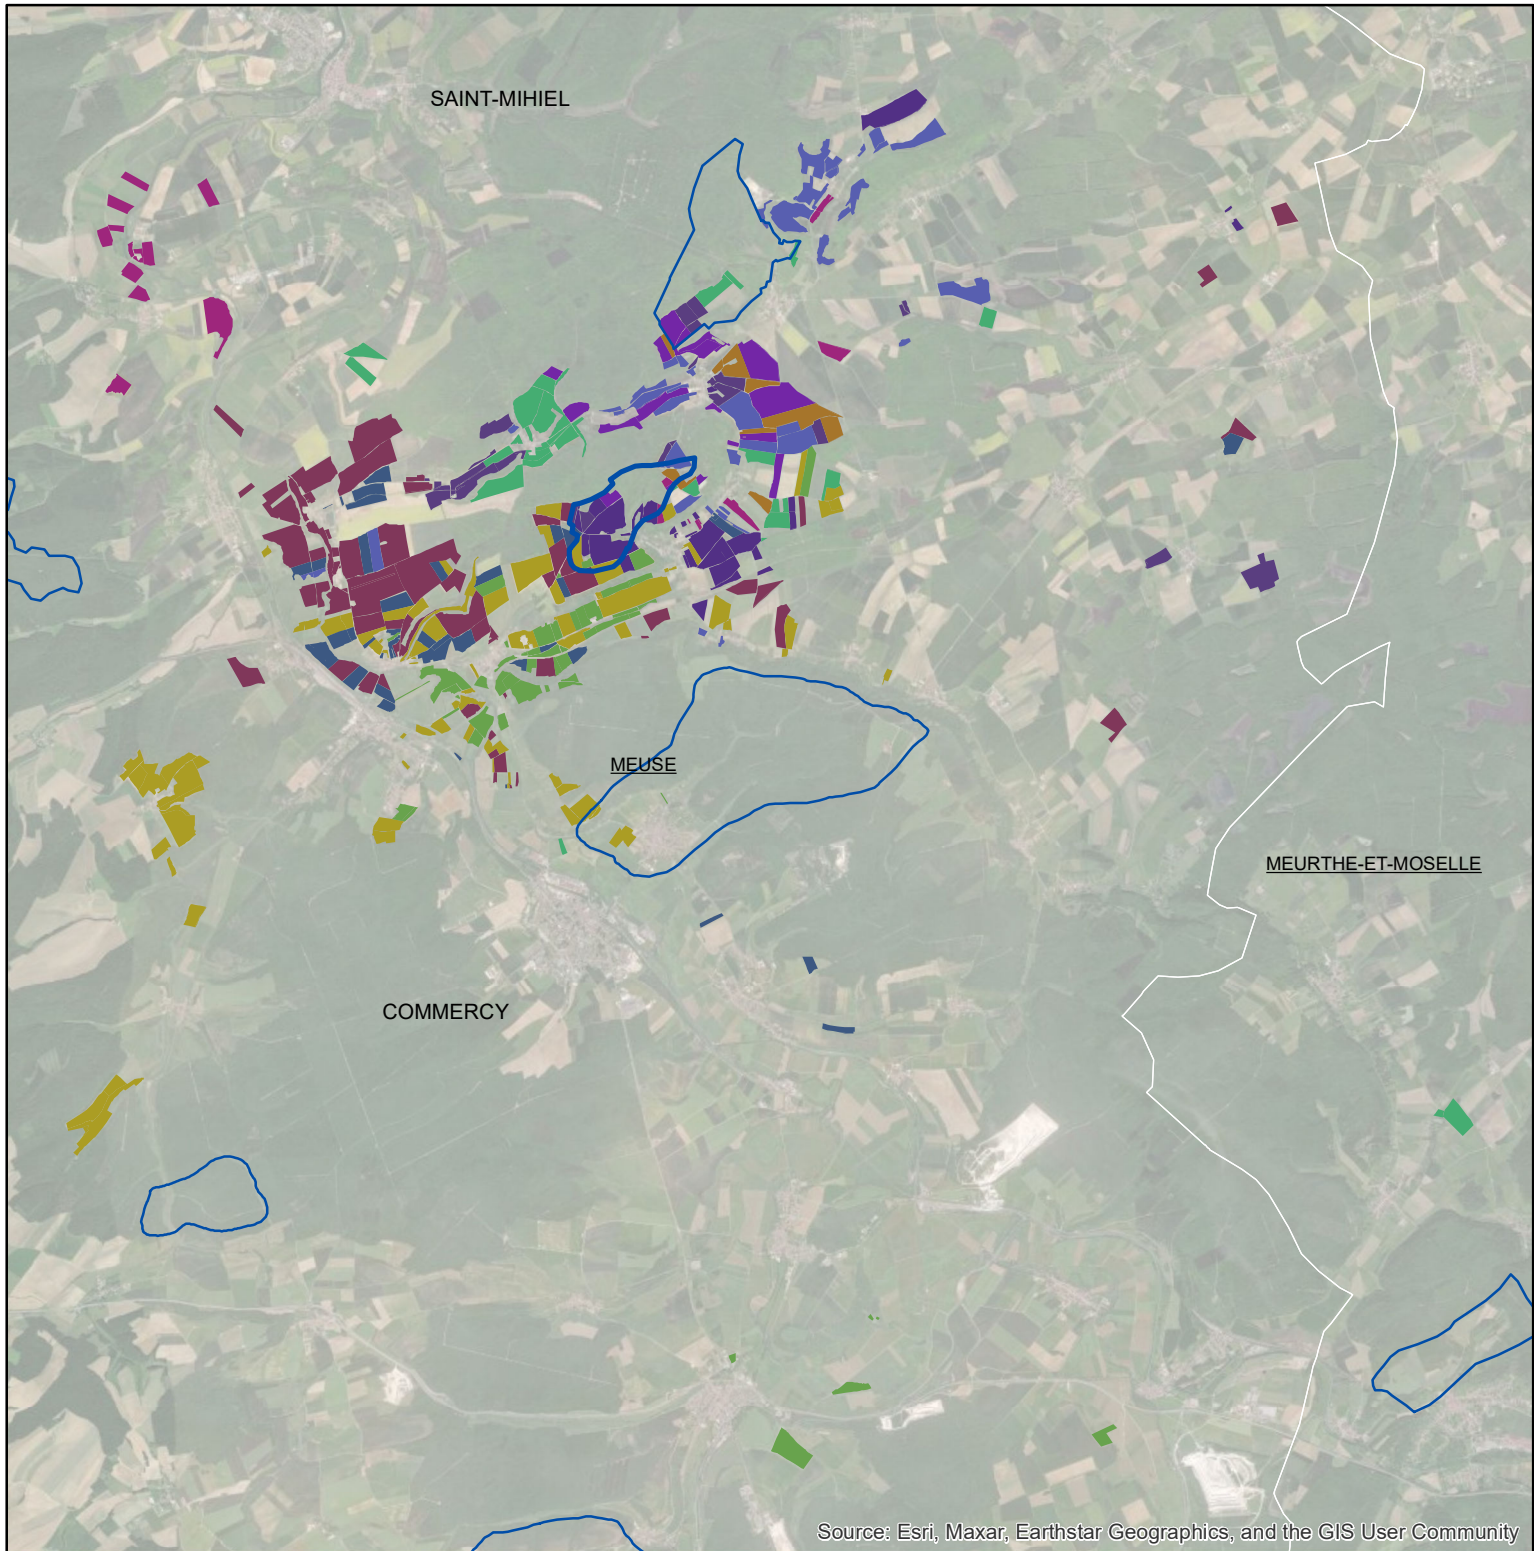 SAINT-MIHIEL
MEUSE
MEURTHE-ET-MOSELLE
COMMERCY
Source: Esri, Maxar, Earthstar Geographics, and the GIS User Community